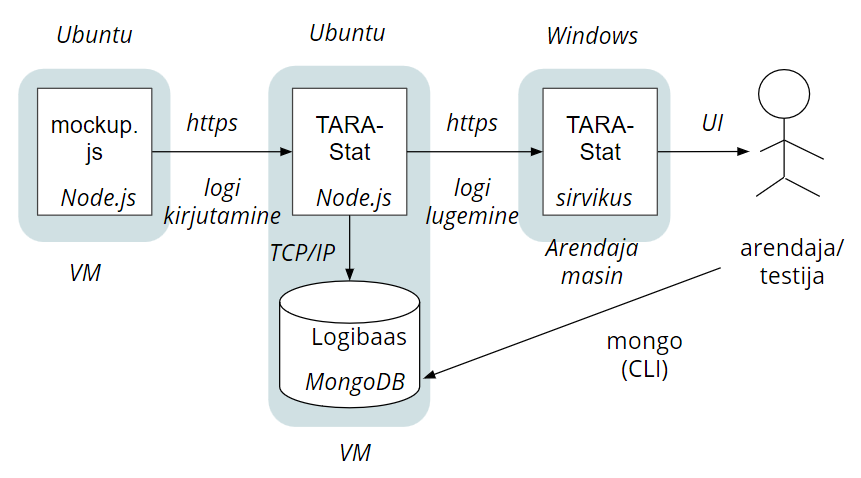 Ubuntu
Ubuntu
Windows
mockup.
js
Node.js
VM
https
logi
kirjutamine
TARA-
Stat
Node.js
TCP/IP
Logibaas
MongoDB
VM
https
logi
lugemine
TARA-
Stat
sirvikus
Arendaja
masin
UI
arendaja/
testija
mongo
(CLI)